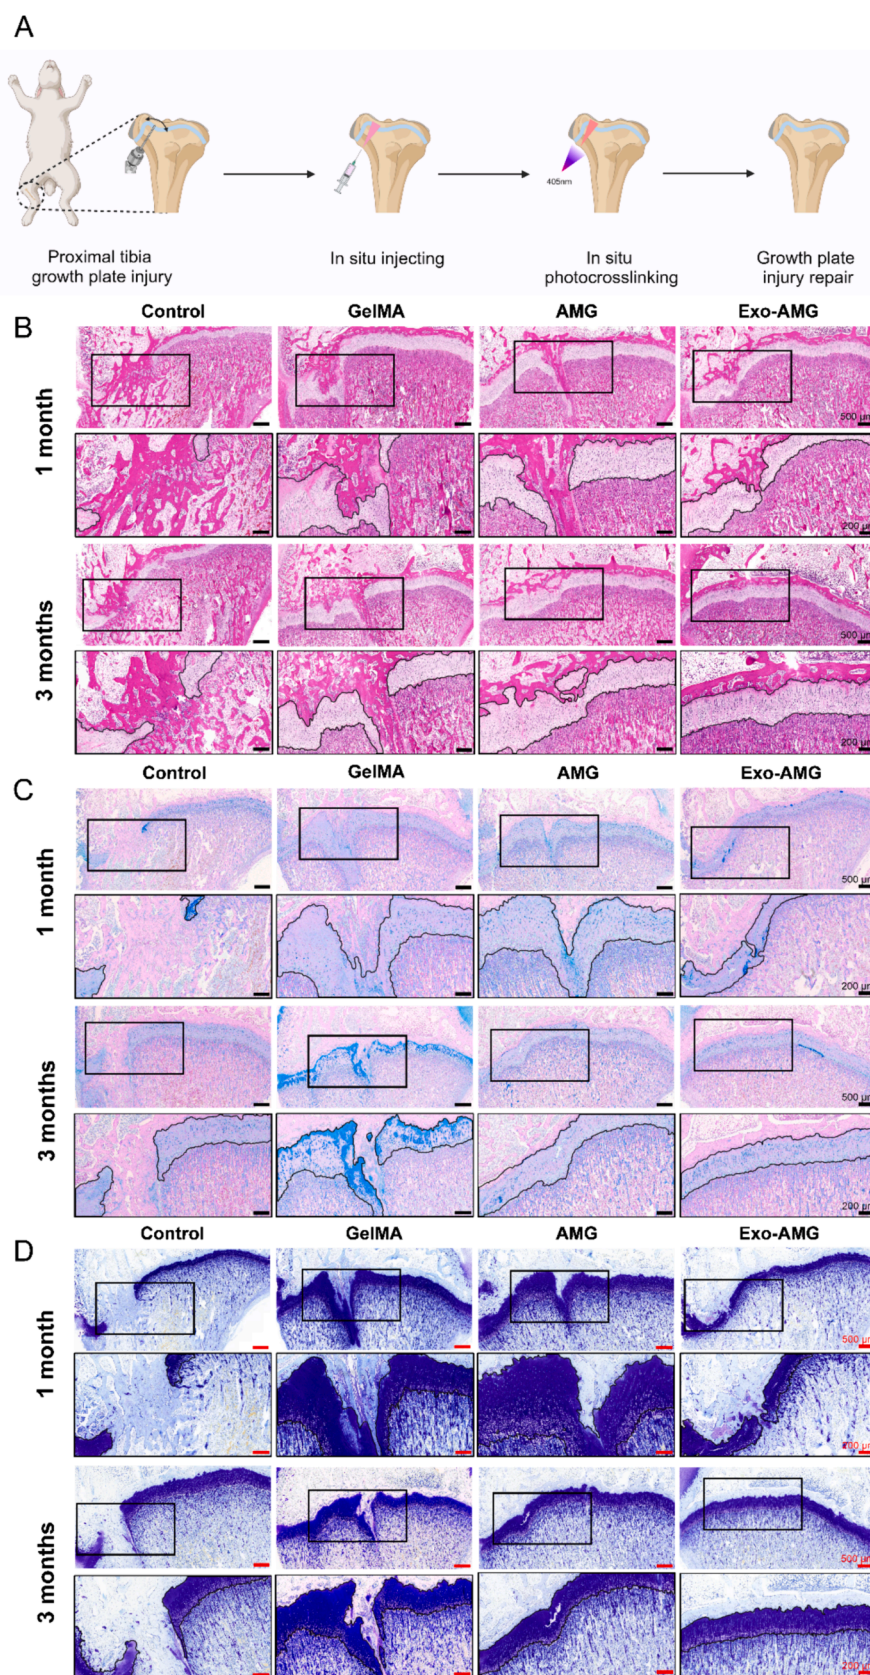 A
405nm
Proximal tibia
growth plate injury
In situ injecting
In situ
photocrosslinking
Growth plate
injury repair
B
Control GelMA AMG Exo-AMG
1 month
500 μm
200 μm
3 months
500 μm
200 μm
C
Control GelMA AMG Exo-AMG
1 month
500 μm
200 μm
3 months
500 μm
200 μm
D
Control GelMA AMG Exo-AMG
1 month
500 μm
200 μm
3 months
500 μm
200 μm